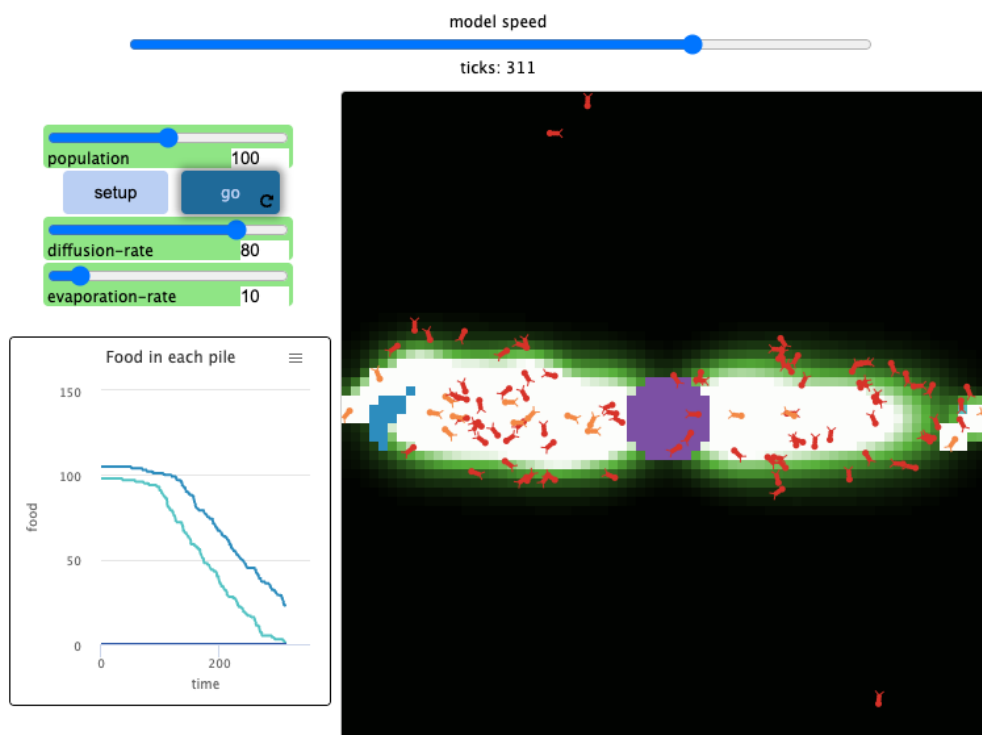 model speed
ticks: 311
population 100
setup go
diffusion-rate 80
evaporation-rate 10
Food in each pile
150
100
food
50
0
0 200
time